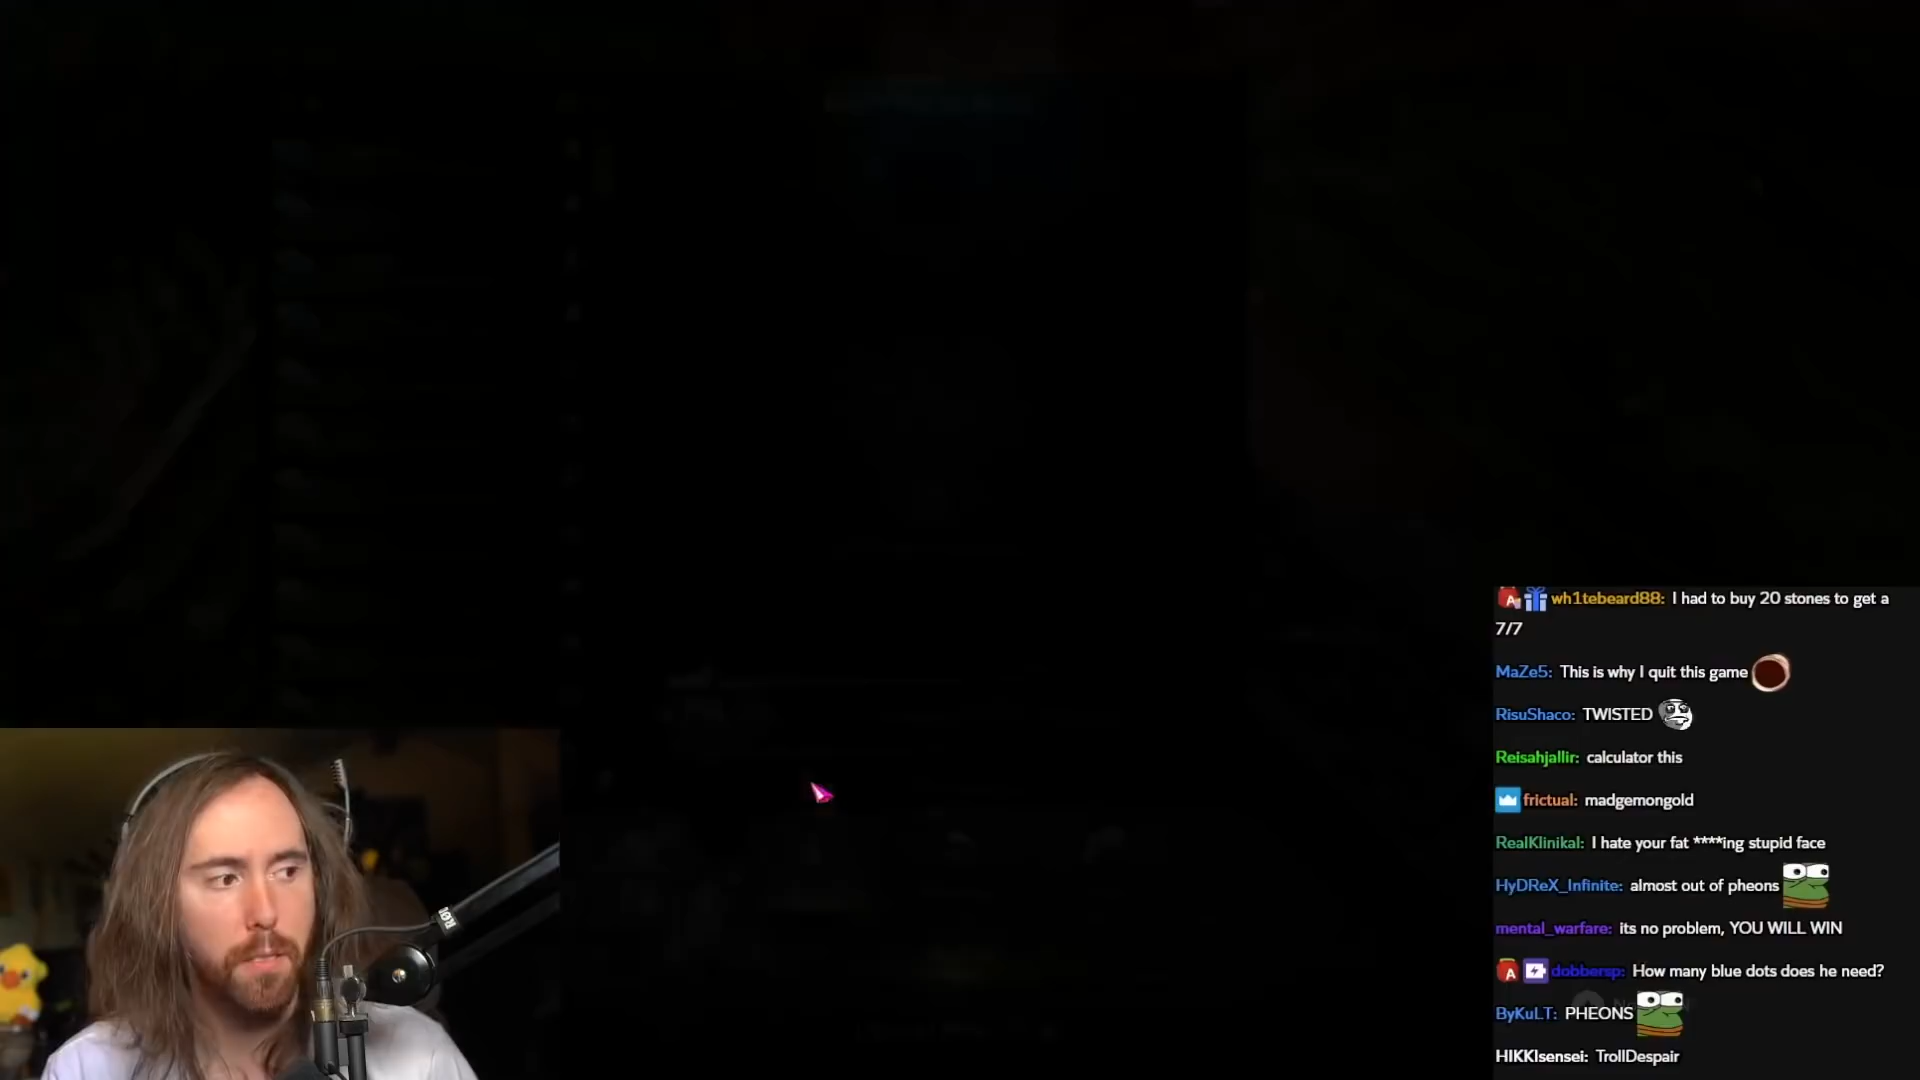 wh1tebeard88: I had to buy 20 stones to get a
7/7
MaZe5: This is why I quit this game
RisuShaco: TWISTED
Reisahjallir: calculator this
frictual: madgemongold
RealKlinikal: I hate your fat ****ing stupid face
HyDReX_Infinite: almost out of pheons
mental_warfare: its no problem, YOU WILL WIN
dobbersp: How many blue dots does he need?
ByKuLT: PHEONS
HIKKIsensei: TrollDespair